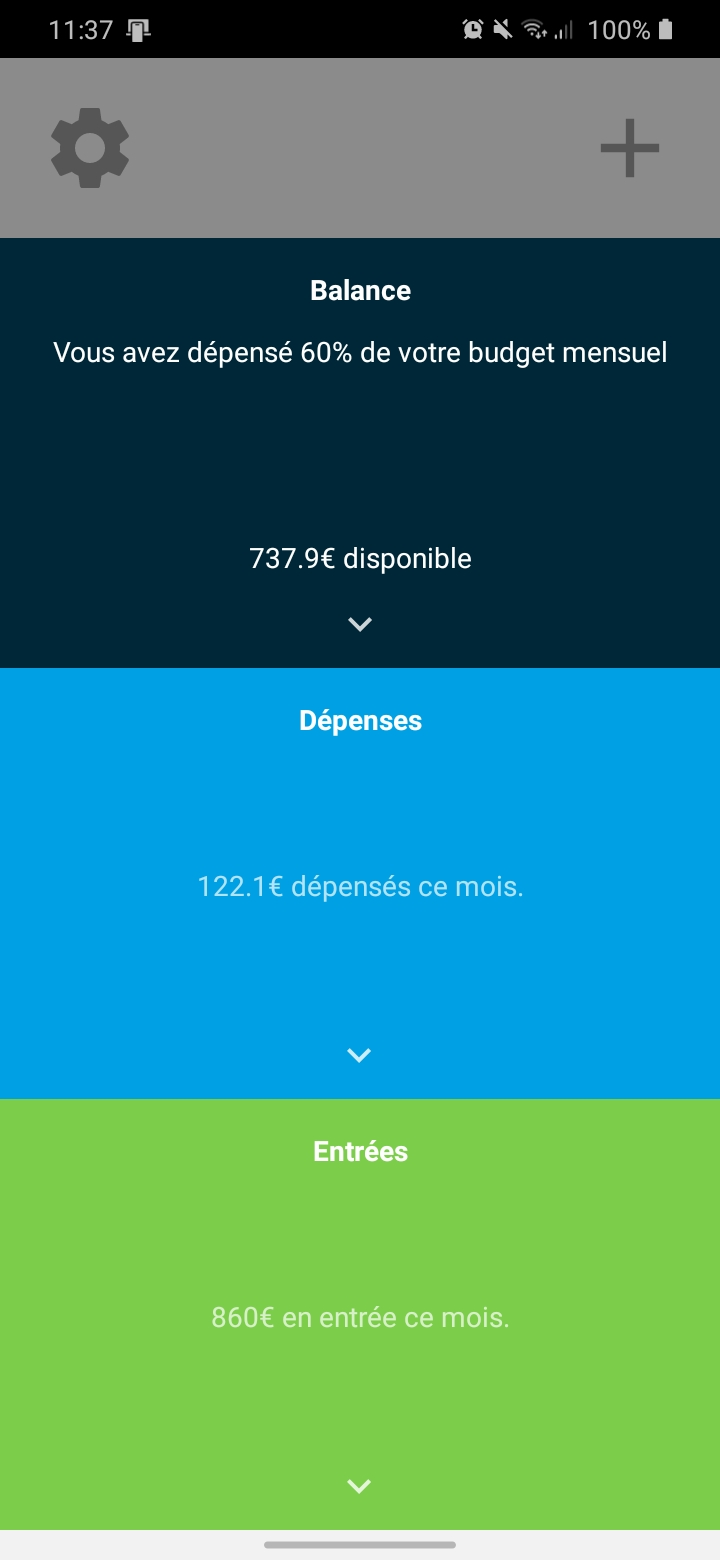 11:37
100%
Balance
Vous avez dépensé 60% de votre budget mensuel
737.9€ disponible
Dépenses
122.1€ dépensés ce mois.
Entrées
860€ en entrée ce mois.